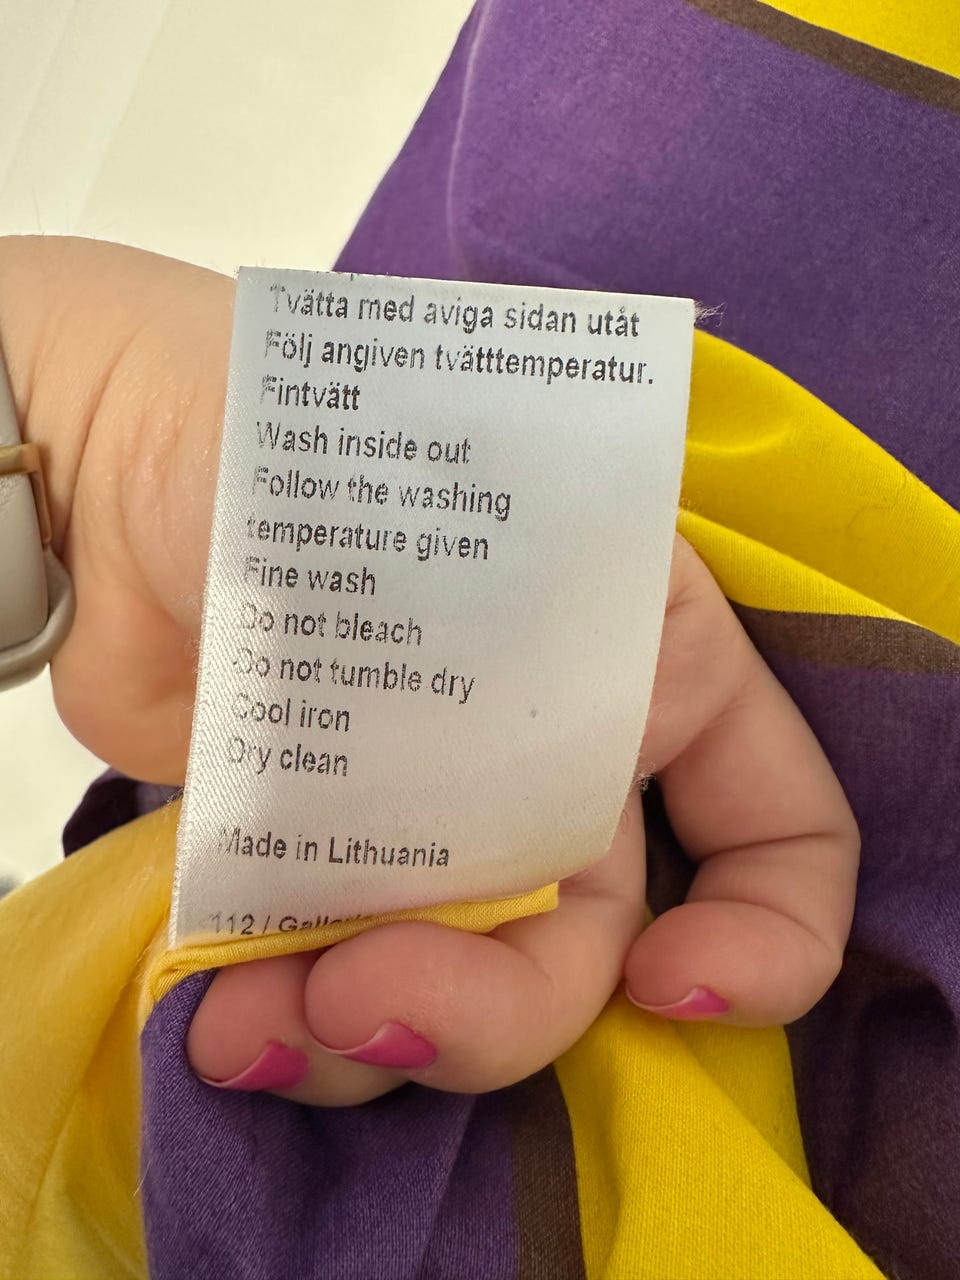 Tvätta med aviga sidan utåt
Följ angiven tvätttemperatur.
Fintvätt
Wash inside out
Follow the washing
temperature given
Fine wash
Do not bleach
Do not tumble dry
Cool iron
Dry clean
Made in Lithuania
112 /